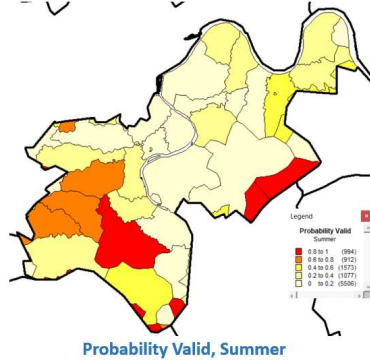 Legend
x
Probability Valid
Summer
0.8 to 1 (994)
0.6 to 0.8 (912)
0.4 to 0.6 (1573)
0.2 to 0.4 (1077)
0 to 0.2 (5506)
Probability Valid, Summer